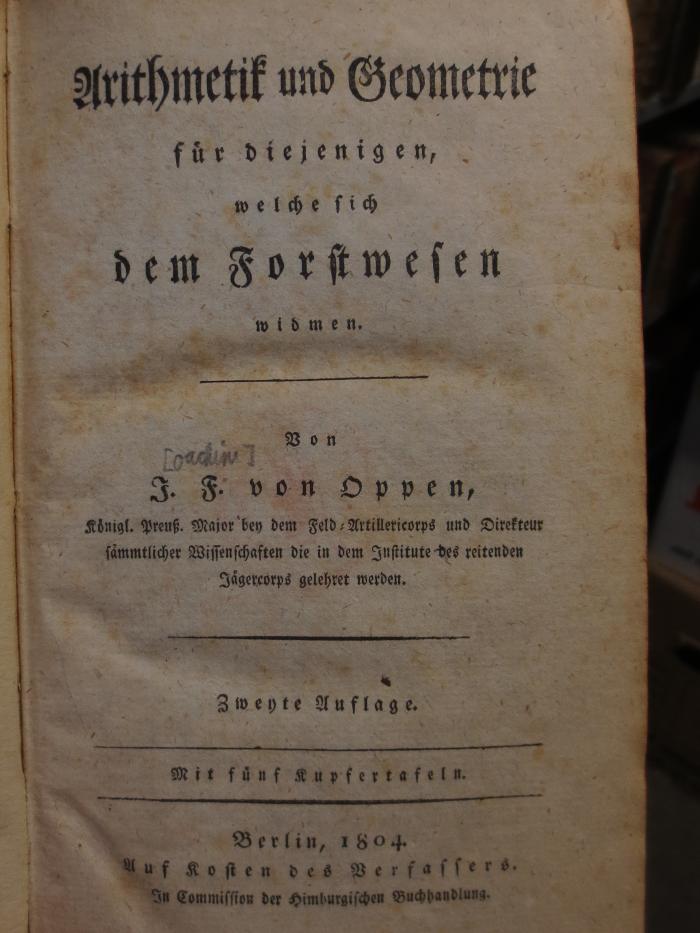 Arithmetik und Geometrie
für diejenigen,
welche sich
dem Forstwesen
widmen.
Von
[oachim]
J. F. von Oppen,
Königl. Preuß. Major bey dem Feld-Artillericorps und Direkteur
sämmtlicher Wissenschaften die in dem Institute des reitenden
Jägercorps gelehret werden.
Zweyte Auflage.
Mit fünf Kupfertafeln.
Berlin, 1804.
Auf Kosten des Verfassers.
In Commission der Himburgischen Buchhandlung.